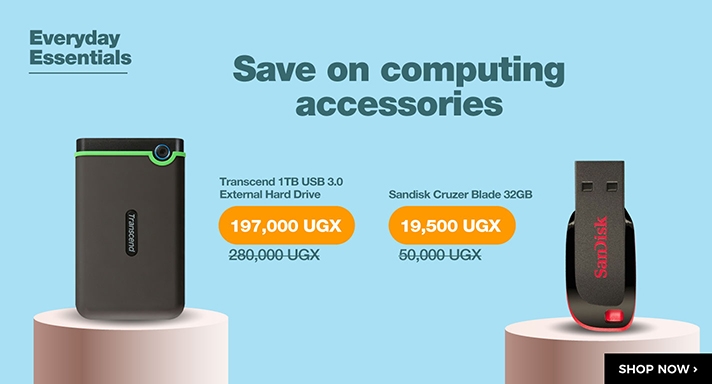 Everyday
Essentials
Save on computing
accessories
Transcend 1TB USB 3.0
External Hard Drive
197,000 UGX
280,000 UGX
Sandisk Cruzer Blade 32GB
19,500 UGX
50,000 UGX
Transcend
SanDisk
SHOP NOW ›